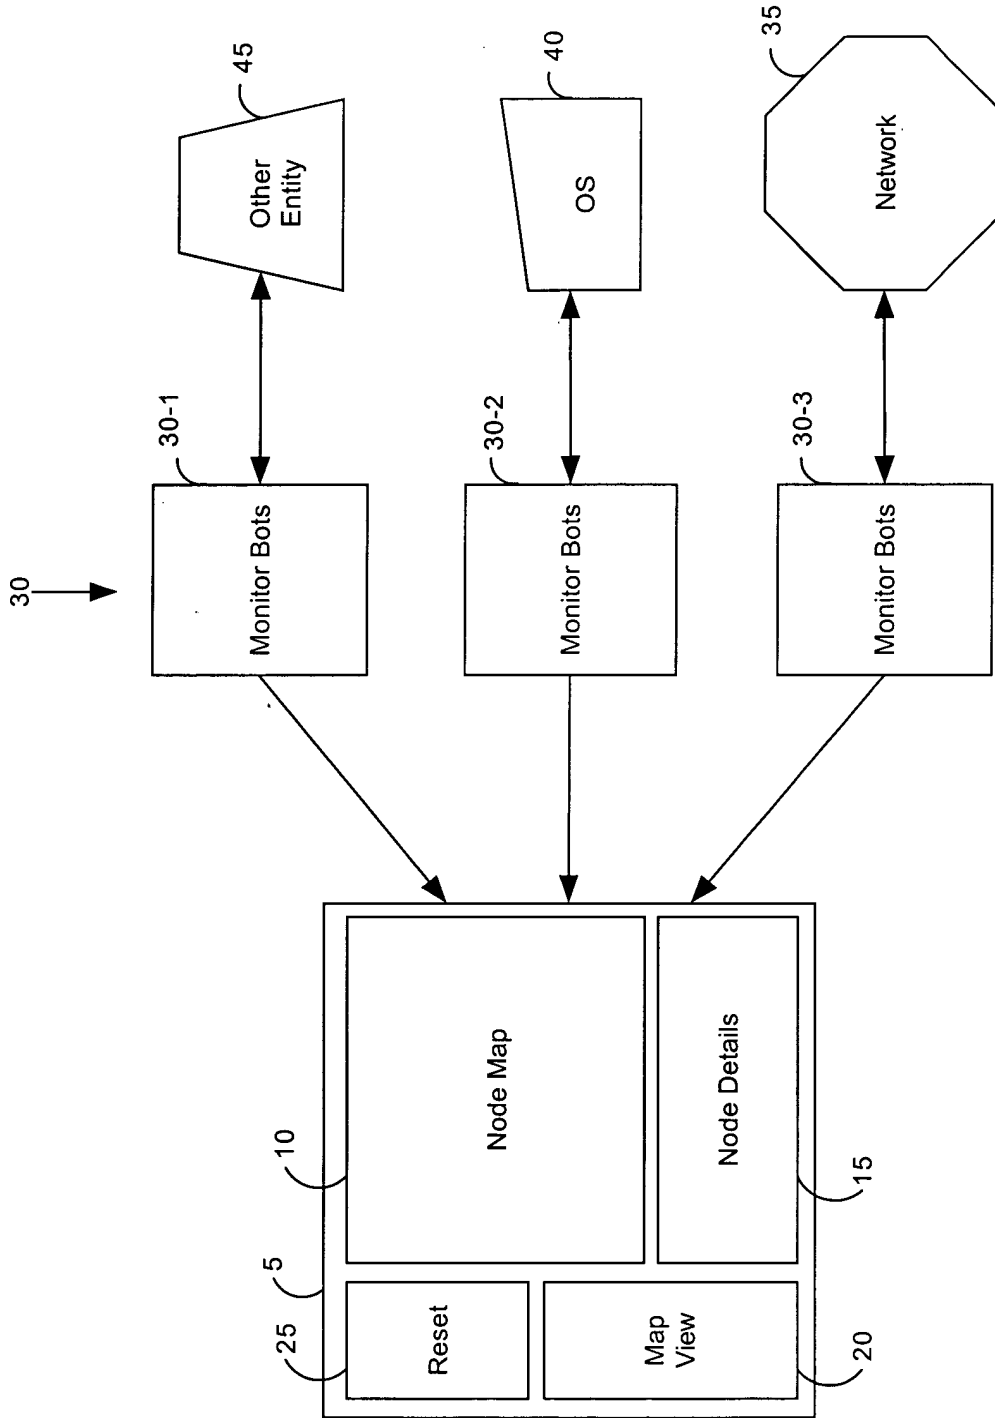 45
Other
Entity
40
OS
35
Network
30
30-1
Monitor Bots
30-2
Monitor Bots
30-3
Monitor Bots
5
10
Node Map
Node Details
15
25
Reset
Map
View
20